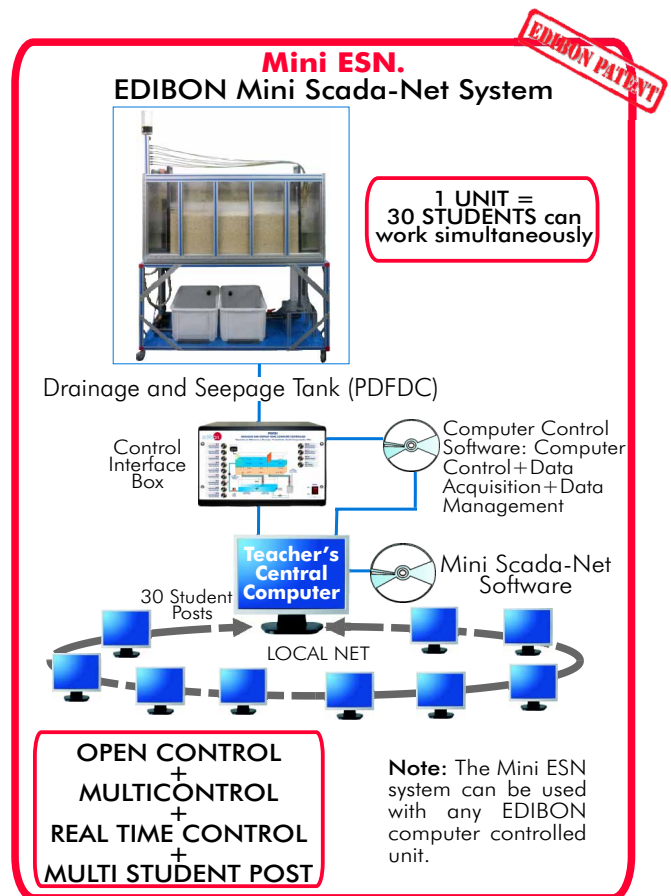 EDIBON PATENT
Mini ESN.
EDIBON Mini Scada-Net System
1 UNIT =
30 STUDENTS can
work simultaneously
Drainage and Seepage Tank (PDFDC)
Control
Interface
Box
Computer Control
Software: Computer
Control+Data
Acquisition+Data
Management
Teacher's
Central
Computer
Mini Scada-Net
Software
30 Student
Posts
LOCAL NET
OPEN CONTROL
+
MULTICONTROL
+
REAL TIME CONTROL
+
MULTI STUDENT POST
Note: The Mini ESN
system can be used
with any EDIBON
computer controlled
unit.